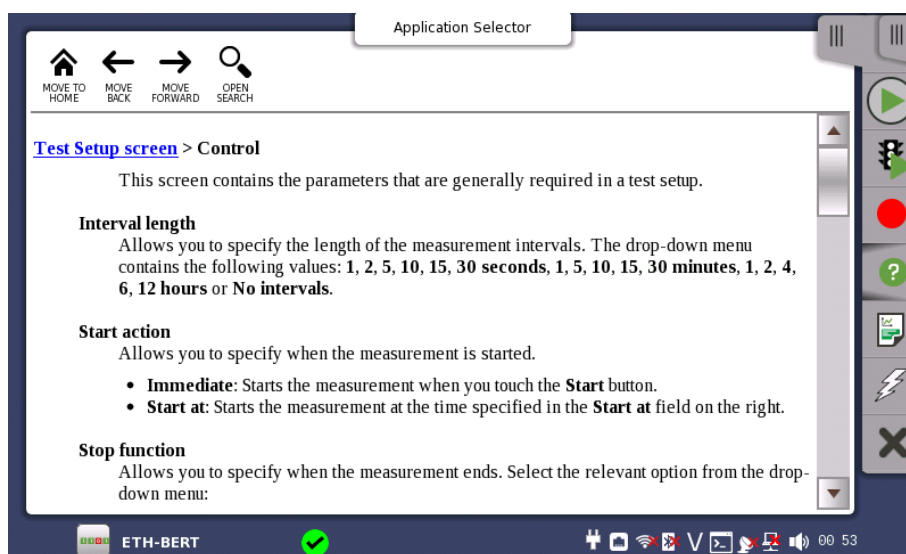 Application Selector
MOVE TO HOME
MOVE BACK
MOVE FORWARD
OPEN SEARCH
Test Setup screen > Control
This screen contains the parameters that are generally required in a test setup.
Interval length
Allows you to specify the length of the measurement intervals. The drop-down menu
contains the following values: 1, 2, 5, 10, 15, 30 seconds, 1, 5, 10, 15, 30 minutes, 1, 2, 4,
6, 12 hours or No intervals.
Start action
Allows you to specify when the measurement is started.
• Immediate: Starts the measurement when you touch the Start button.
• Start at: Starts the measurement at the time specified in the Start at field on the right.
Stop function
Allows you to specify when the measurement ends. Select the relevant option from the drop-
down menu:
ETH-BERT
V
00 53